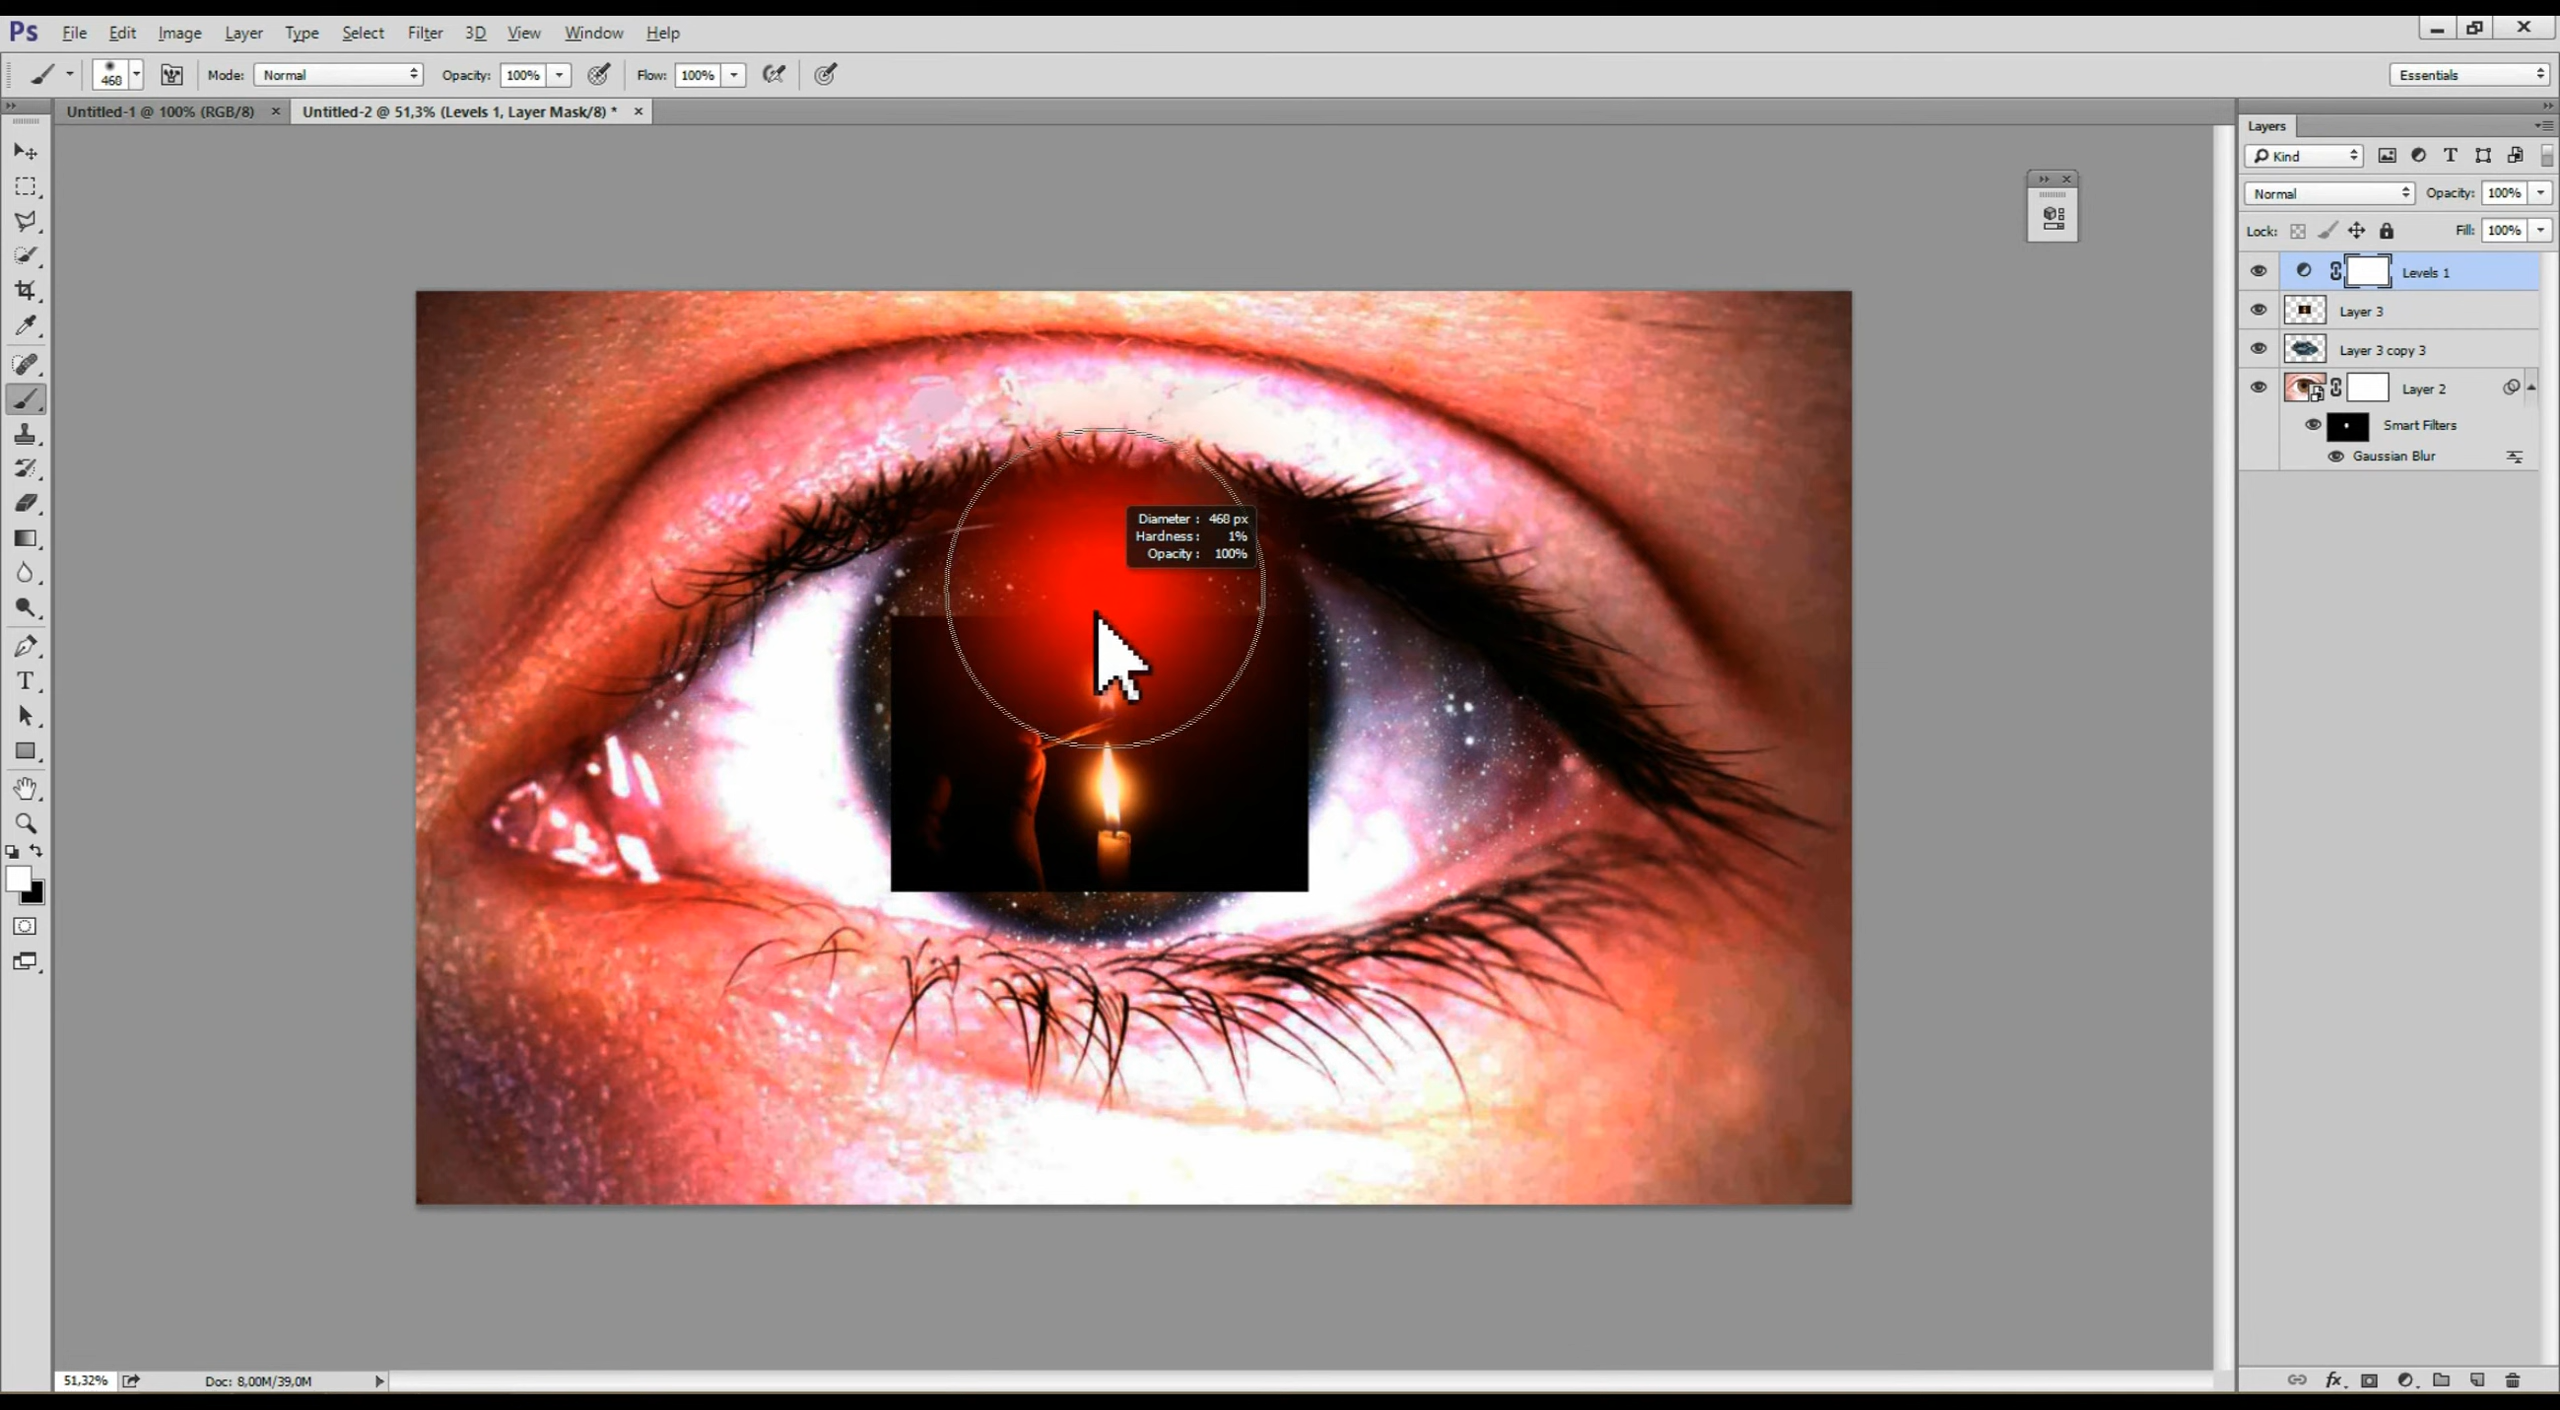 Ps File Edit Image Layer Type Select Filter 3D View Window Help
468 Mode: Normal Opacity: 100% Flow: 100% Essentials
Untitled-1 @ 100% (RGB/8) × Untitled-2 @ 51,3% (Levels 1, Layer Mask/8) * ×
Layers
Kind
Normal Opacity: 100%
Lock: Fill: 100%
Levels 1
Layer 3
Layer 3 copy 3
Layer 2
Smart Filters
Gaussian Blur
Diameter : 468 px
Hardness : 1%
Opacity : 100%
51,32% Doc: 8,00M/39,0M
fx